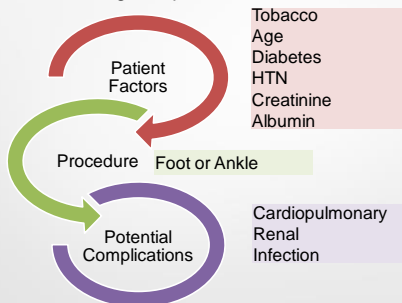 Tobacco
Age
Diabetes
HTN
Creatinine
Albumin
Patient
Factors
Procedure
Foot or Ankle
Potential
Complications
Cardiopulmonary
Renal
Infection